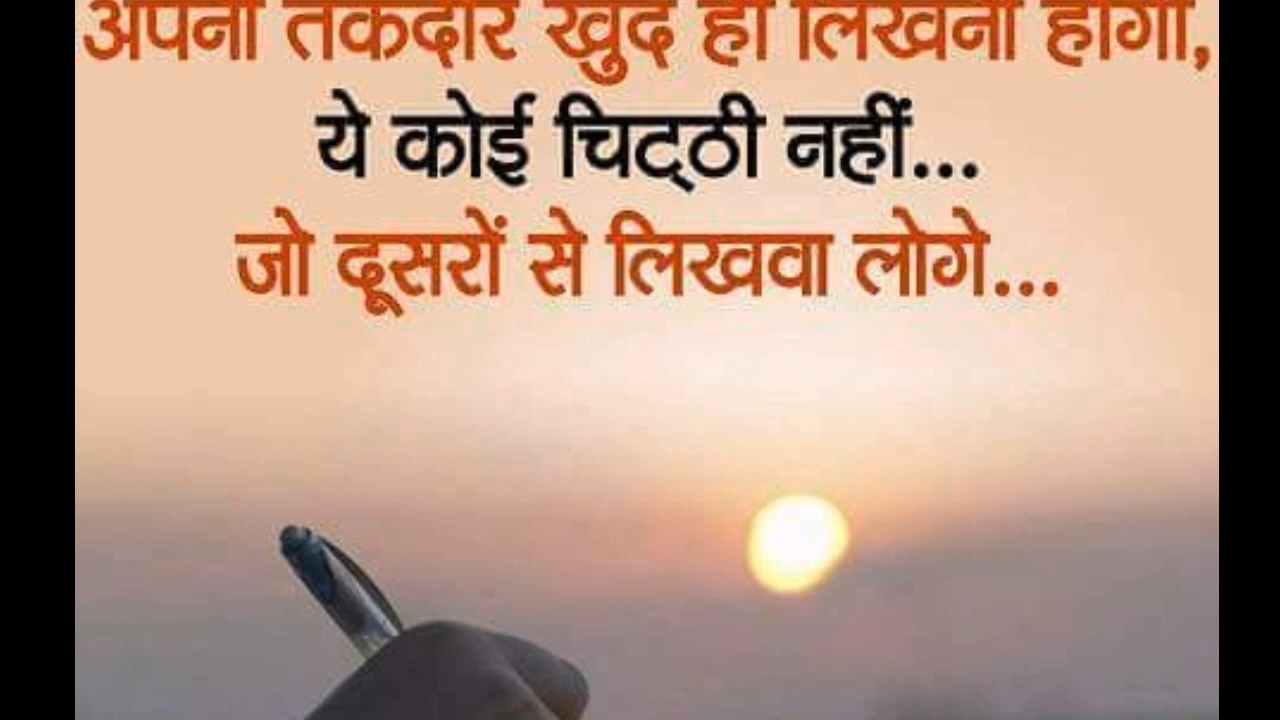 अपनी तकदीर खुद ही लिखनी होगी,
ये कोई चिट्ठी नहीं...
जो दूसरों से लिखवा लोगे...